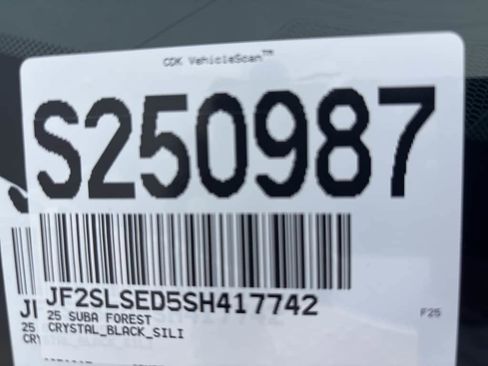 CDK VehicleScan™
S250987
JF2SLSED5SH417742
25 SUBA FOREST
CRYSTAL_BLACK_SILI
F25